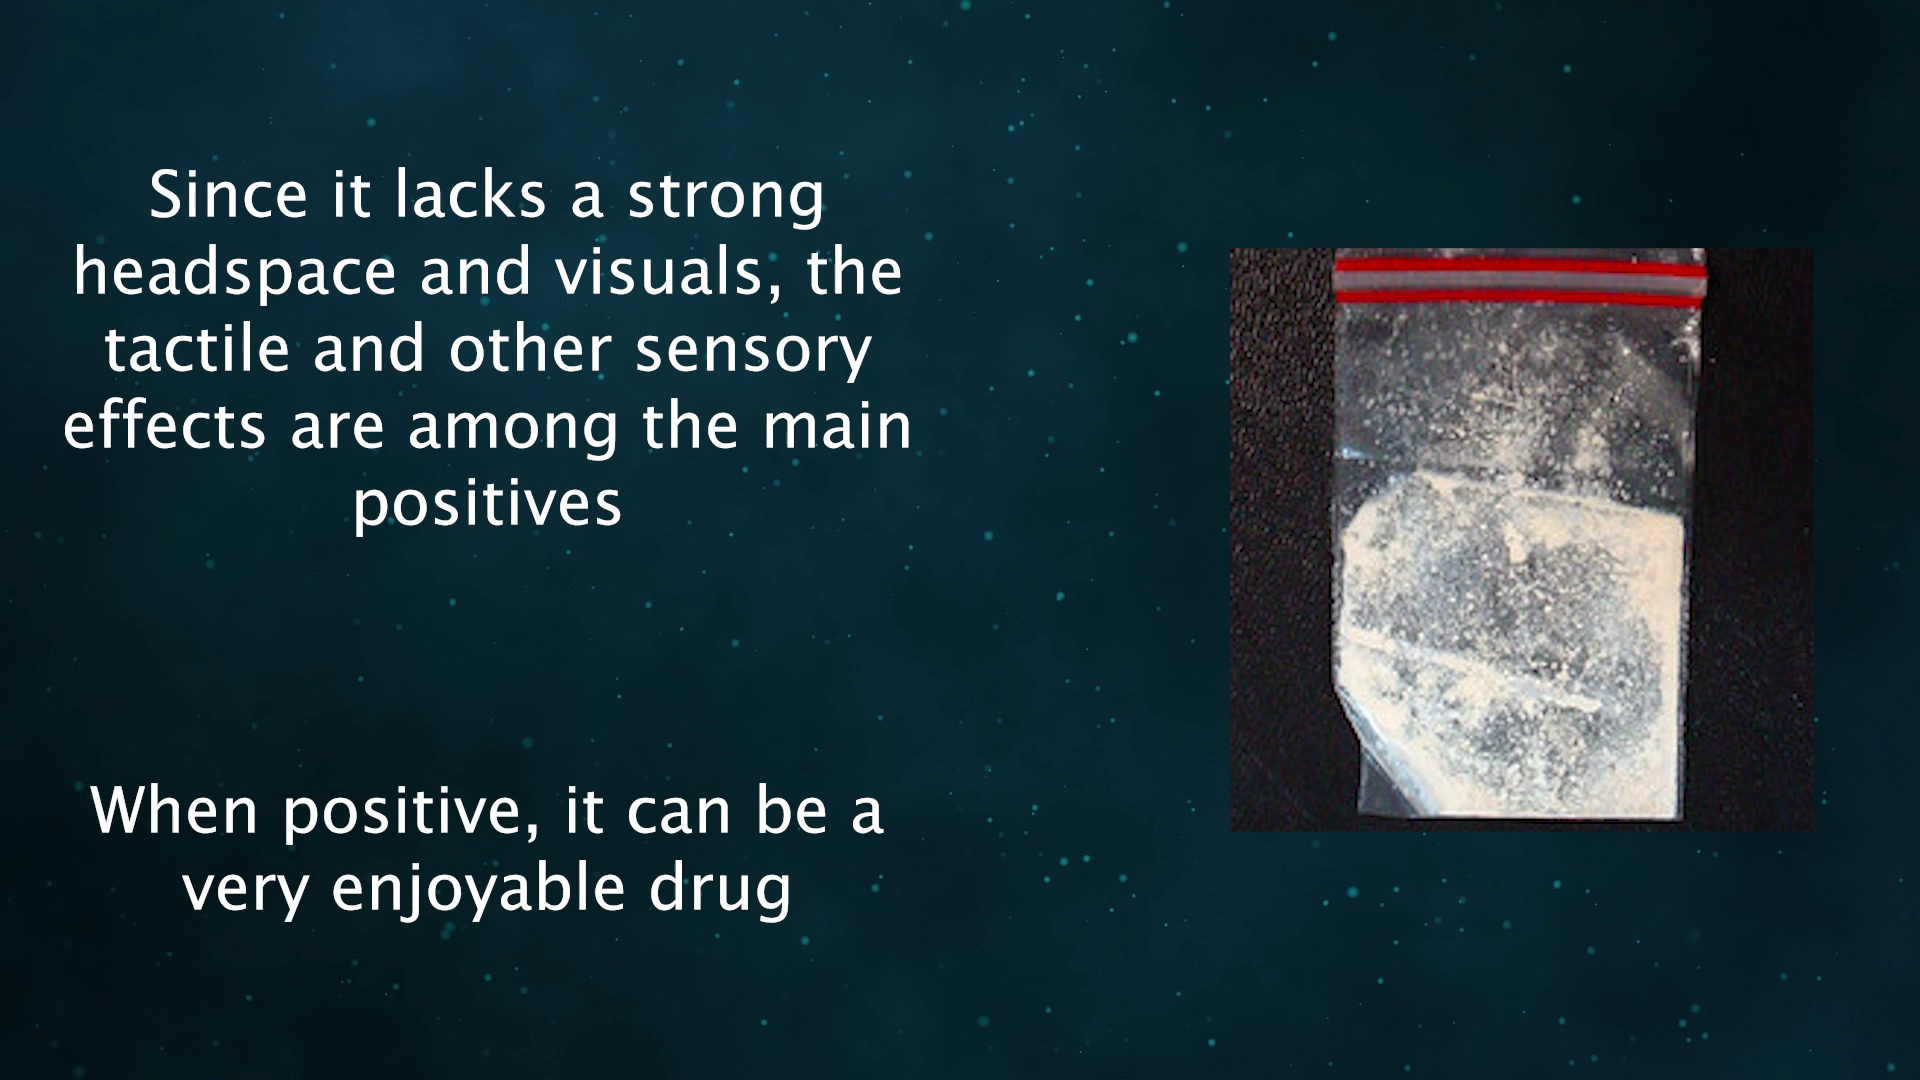 Since it lacks a strong
headspace and visuals, the
tactile and other sensory
effects are among the main
positives
When positive, it can be a
very enjoyable drug